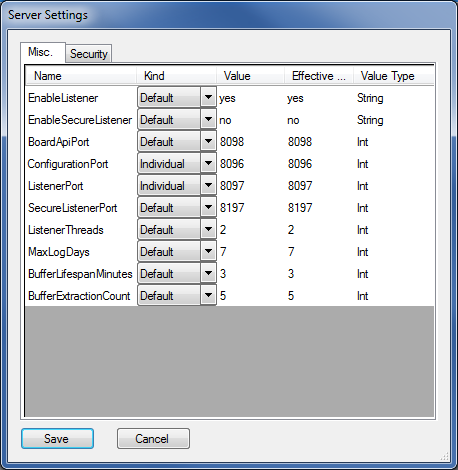 Server Settings
Misc. Security
Name Kind Value Effective ... Value Type
EnableListener Default yes yes String
EnableSecureListener Default no no String
BoardApiPort Default 8098 8098 Int
ConfigurationPort Individual 8096 8096 Int
ListenerPort Individual 8097 8097 Int
SecureListenerPort Default 8197 8197 Int
ListenerThreads Default 2 2 Int
MaxLogDays Default 7 7 Int
BufferLifespanMinutes Default 3 3 Int
BufferExtractionCount Default 5 5 Int
Save Cancel